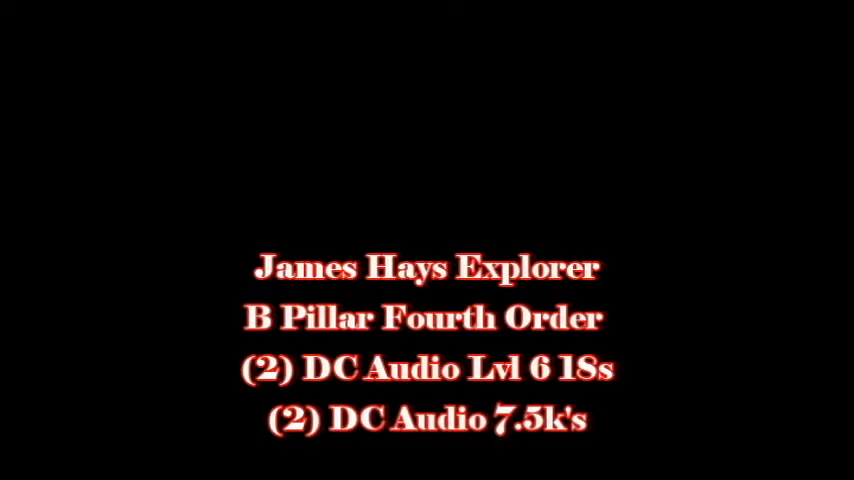 James Hays Explorer
B Pillar Fourth Order
(2) DC Audio Lvl 6 18s
(2) DC Audio 7.5k's